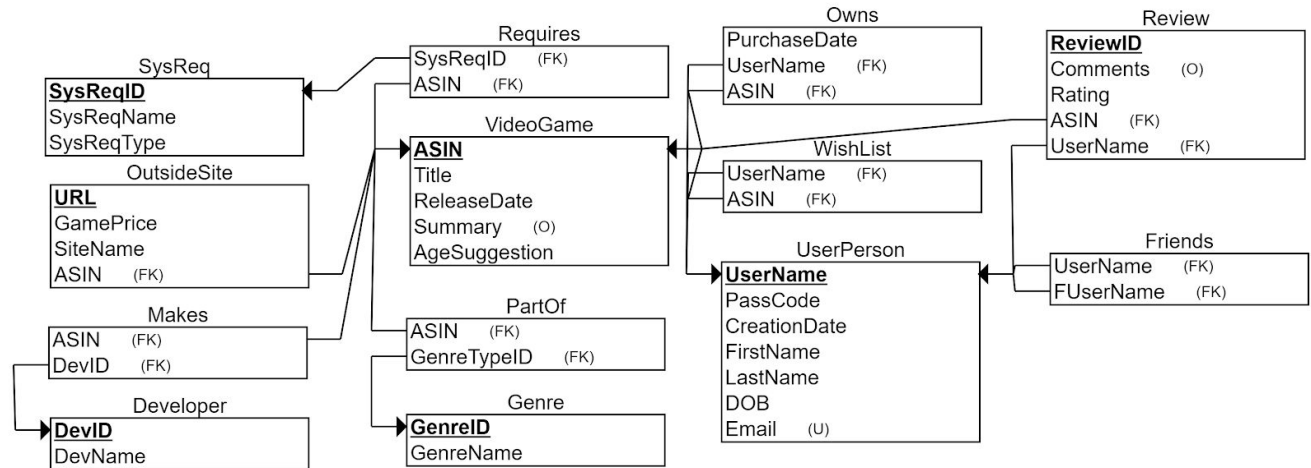 SysReq
SysReqID
SysReqName
SysReqType
OutsideSite
URL
GamePrice
SiteName
ASIN (FK)
Makes
ASIN (FK)
DevID (FK)
Developer
DevID
DevName
Requires
SysReqID (FK)
ASIN (FK)
VideoGame
ASIN
Title
ReleaseDate
Summary (O)
AgeSuggestion
PartOf
ASIN (FK)
GenreTypeID (FK)
Genre
GenreID
GenreName
Owns
PurchaseDate
UserName (FK)
ASIN (FK)
WishList
UserName (FK)
ASIN (FK)
UserPerson
UserName
PassCode
CreationDate
FirstName
LastName
DOB
Email (U)
Review
ReviewID
Comments (O)
Rating
ASIN (FK)
UserName (FK)
Friends
UserName (FK)
FUserName (FK)